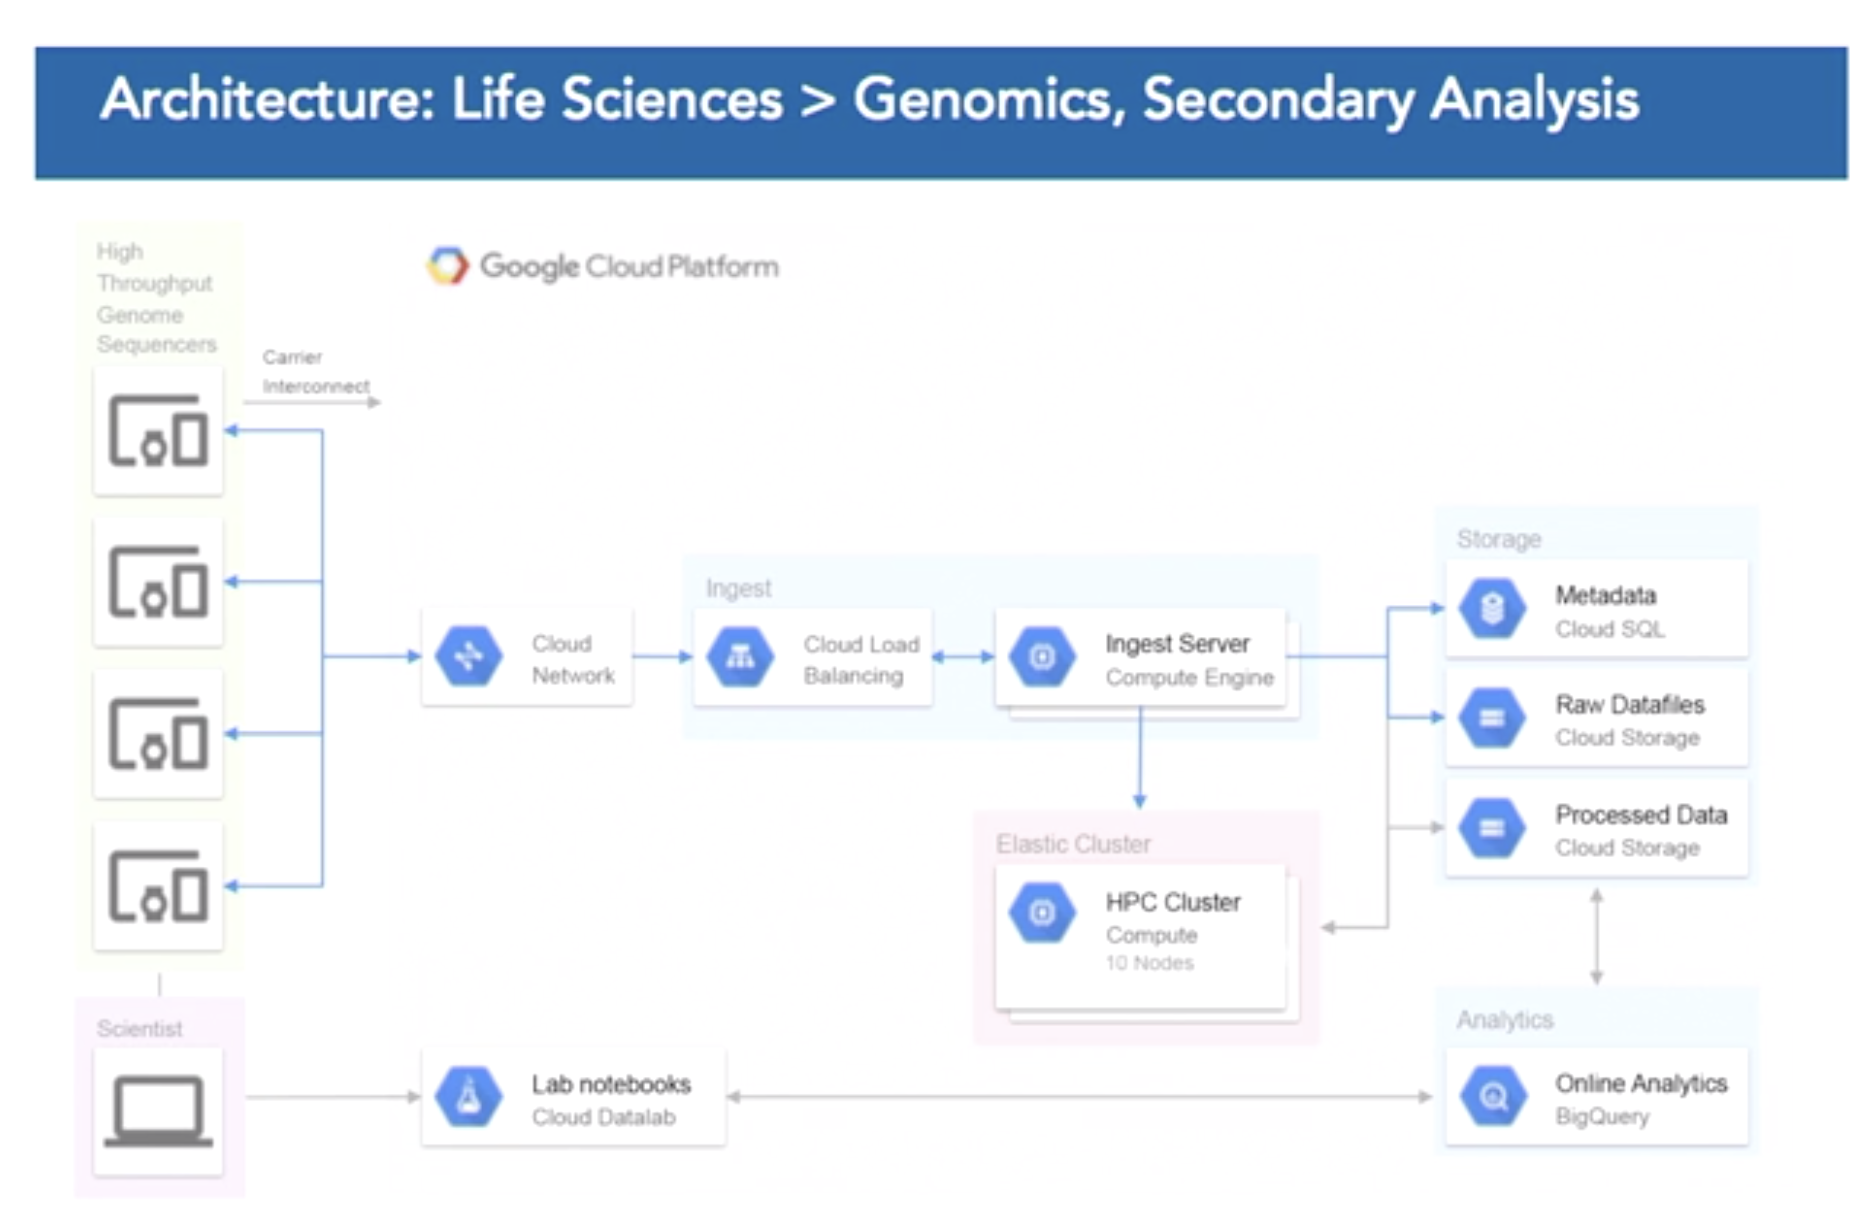 Architecture: Life Sciences > Genomics, Secondary Analysis
High
Throughput
Genome
Sequencers
Google Cloud Platform
Carrier
Interconnect
Cloud
Network
Ingest
Cloud Load
Balancing
Ingest Server
Compute Engine
Storage
Metadata
Cloud SQL
Raw Datafiles
Cloud Storage
Processed Data
Cloud Storage
Elastic Cluster
HPC Cluster
Compute
10 Nodes
Scientist
Lab notebooks
Cloud Datalab
Analytics
Online Analytics
BigQuery